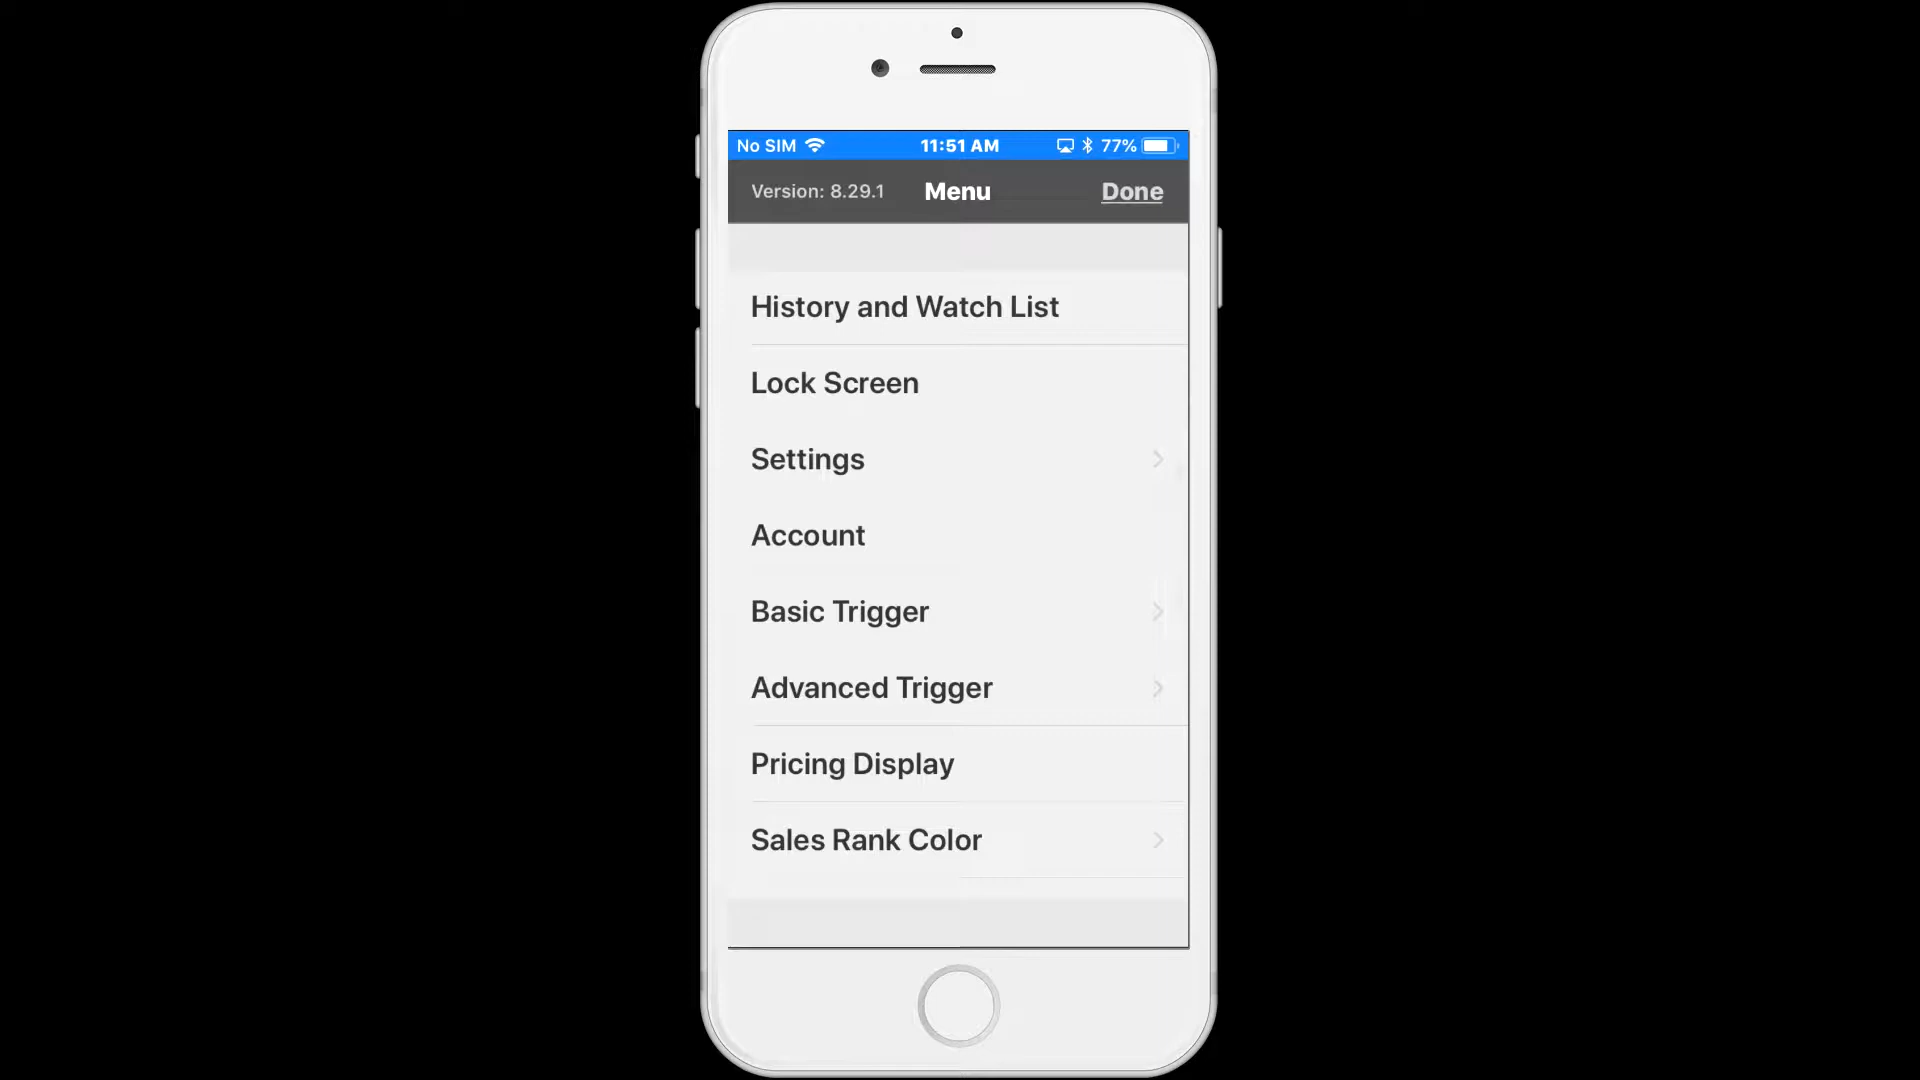 No SIM 11:51 AM 77%
Version: 8.29.1 Menu Done
History and Watch List
Lock Screen
Settings
Account
Basic Trigger
Advanced Trigger
Pricing Display
Sales Rank Color